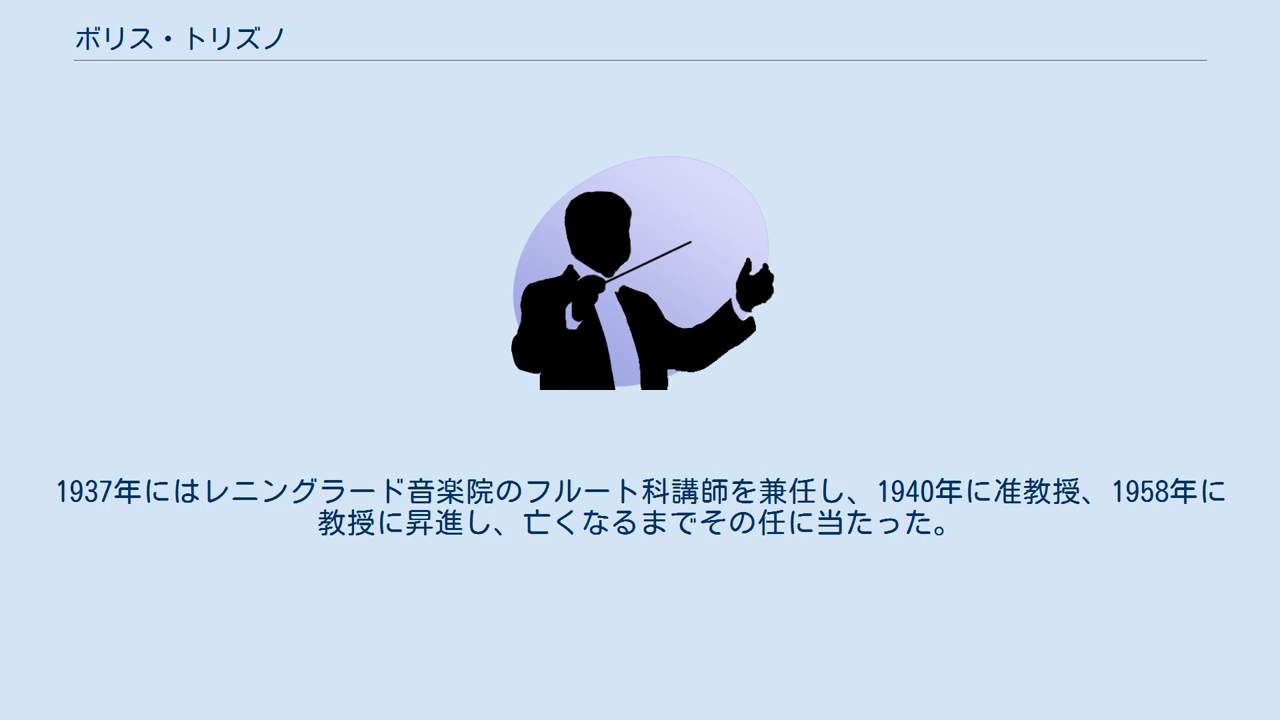 ボリス・トリズノ
1937年にはレニングラード音楽院のフルート科講師を兼任し、1940年に准教授、1958年に
教授に昇進し、亡くなるまでその任に当たった。